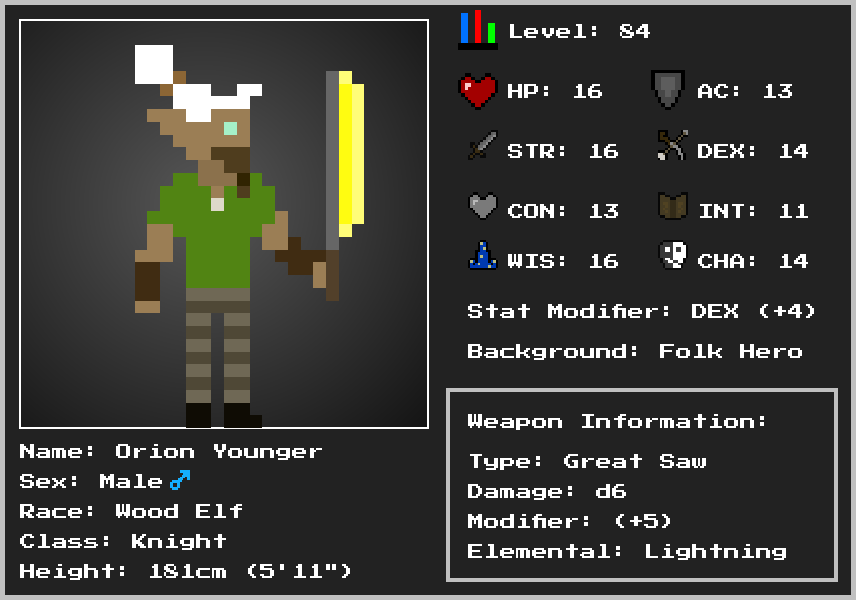 Level: 84
HP: 16 AC: 13
STR: 16 DEX: 14
CON: 13 INT: 11
WIS: 16 CHA: 14
Stat Modifier: DEX (+4)
Background: Folk Hero
Weapon Information:
Type: Great Saw
Damage: d6
Modifier: (+5)
Elemental: Lightning
Name: Orion Younger
Sex: Male♂
Race: Wood Elf
Class: Knight
Height: 181cm (5'11")